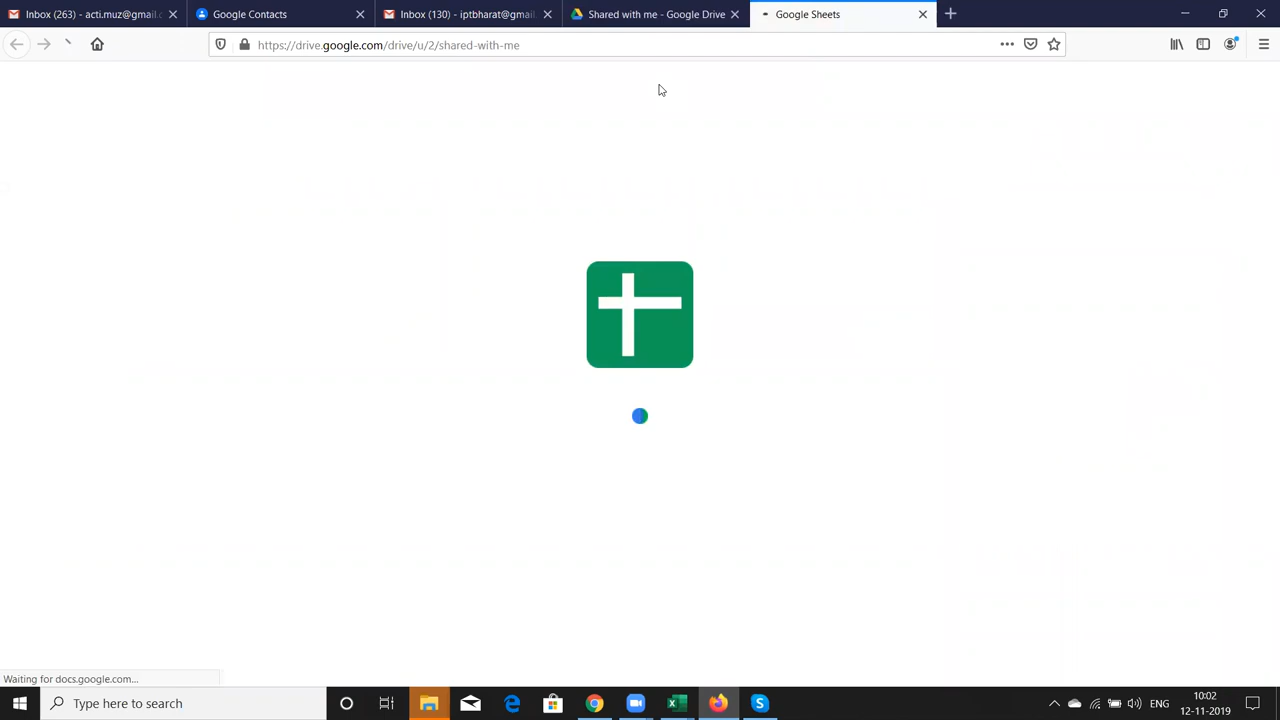 Inbox (263) - acti.muz@gmail.c
Google Contacts
Inbox (130) - iptbharat@gmail.
Shared with me - Google Drive
Google Sheets
https://drive.google.com/drive/u/2/shared-with-me
Waiting for docs.google.com...
Type here to search
ENG
10:02
12-11-2019